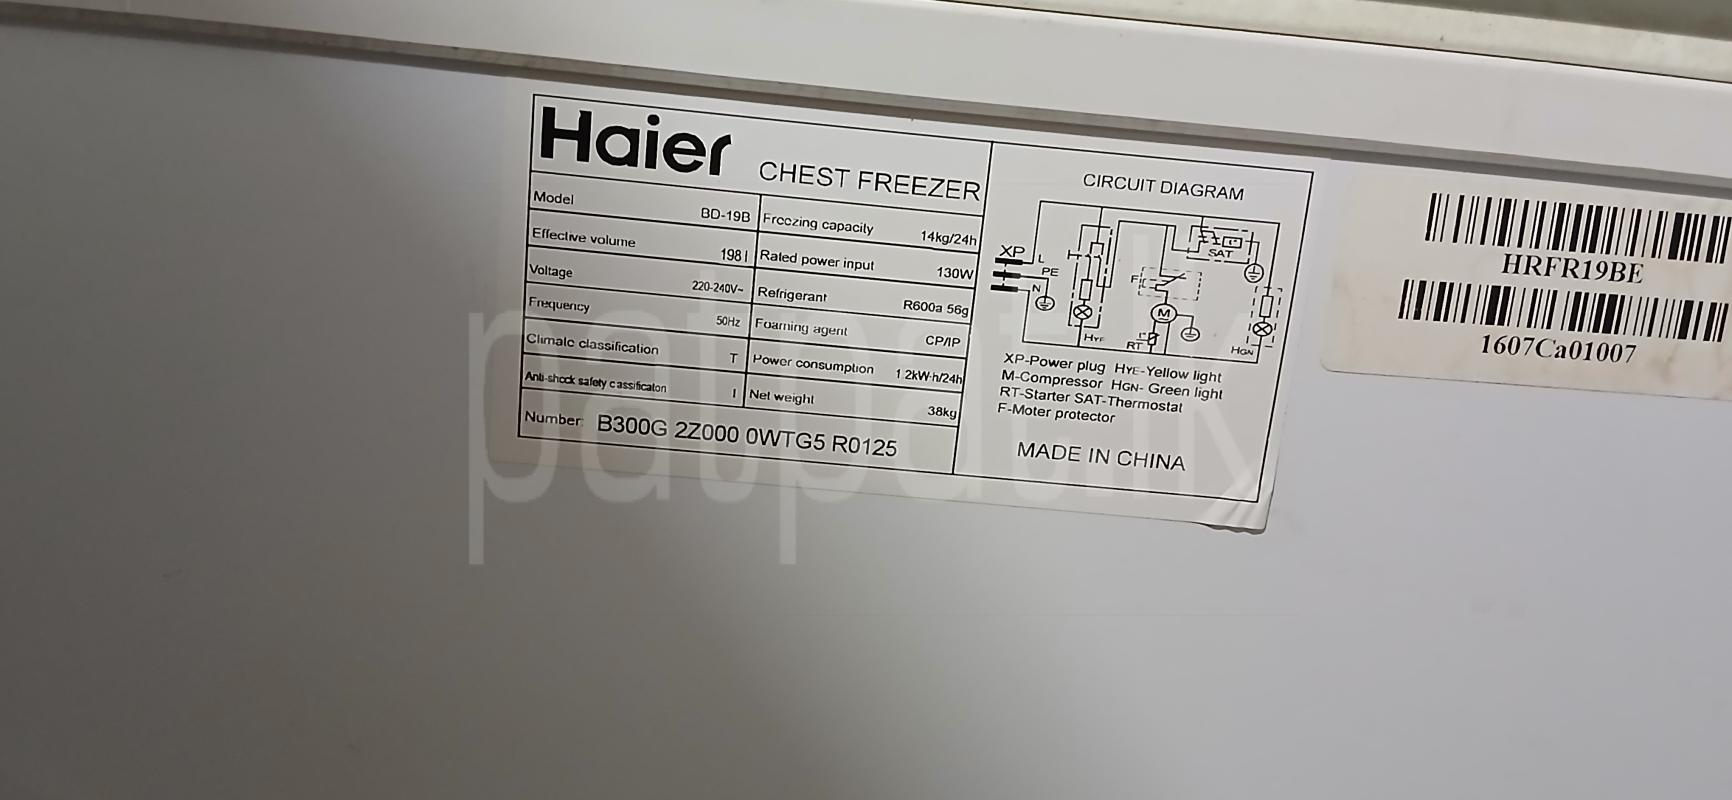 Haier CHEST FREEZER
Model BD-19B Freezing capacity 14kg/24h
Effective volume 198 l Rated power input 130W
Voltage 220-240V~ Refrigerant R600a 56g
Frequency 50Hz Foaming agent CP/IP
Climate classification T Power consumption 1.2kW·h/24h
Anti-shock safety classification I Net weight 38kg
Number: B300G 2Z000 0WTG5 R0125
CIRCUIT DIAGRAM
XP
L
PE
N
HYE
F
M
RT
SAT
HGN
XP-Power plug HYE-Yellow light
M-Compressor HGN- Green light
RT-Starter SAT-Thermostat
F-Moter protector
MADE IN CHINA
HRFR19BE
1607Ca01007
patpat.lk